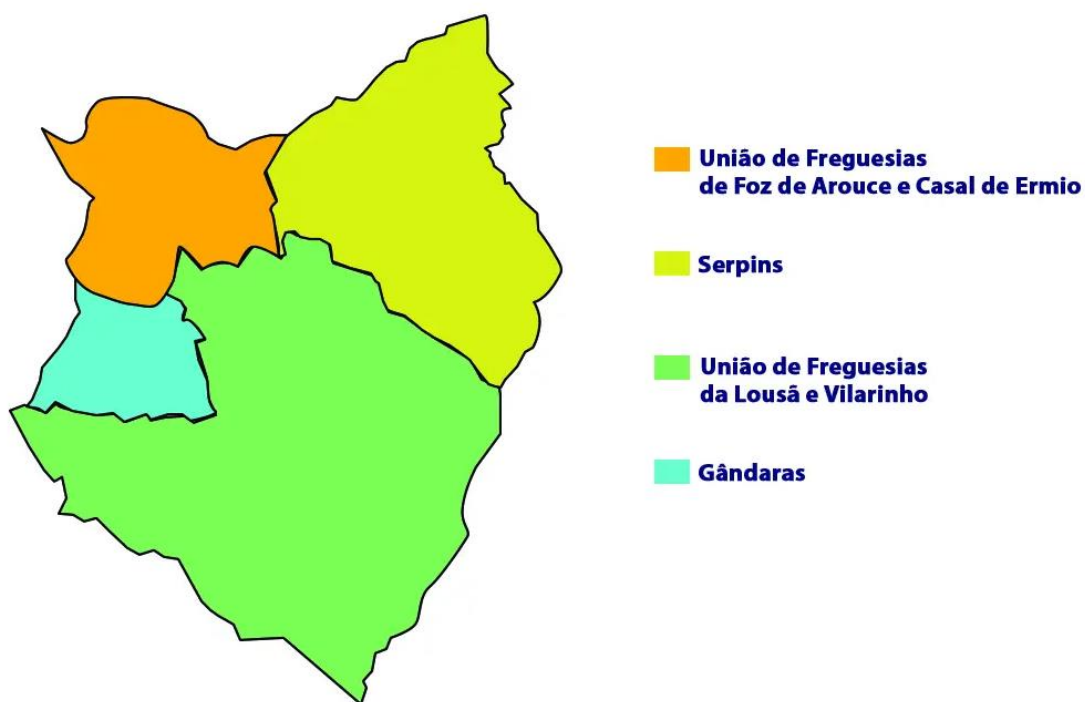 União de Freguesias
de Foz de Arouce e Casal de Ermio
Serpins
União de Freguesias
da Lousã e Vilarinho
Gândaras